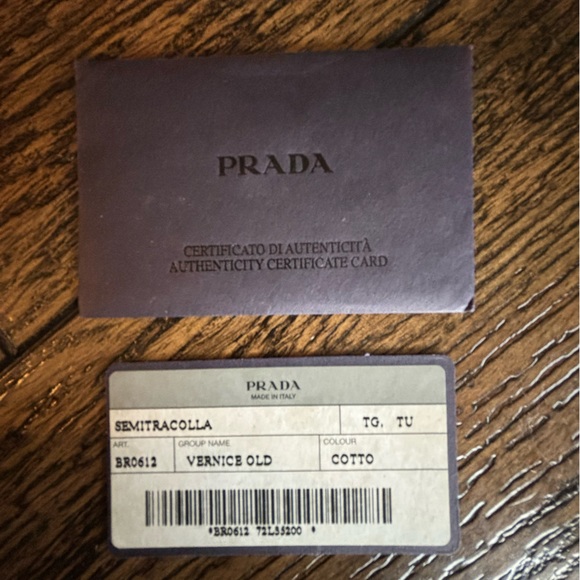 PRADA
CERTIFICATO DI AUTENTICITÀ
AUTHENTICITY CERTIFICATE CARD
PRADA
MADE IN ITALY
SEMITRACOLLA TG. TU
ART. GROUP NAME COLOUR
BR0612 VERNICE OLD COTTO
*BR0612 72L35200 *